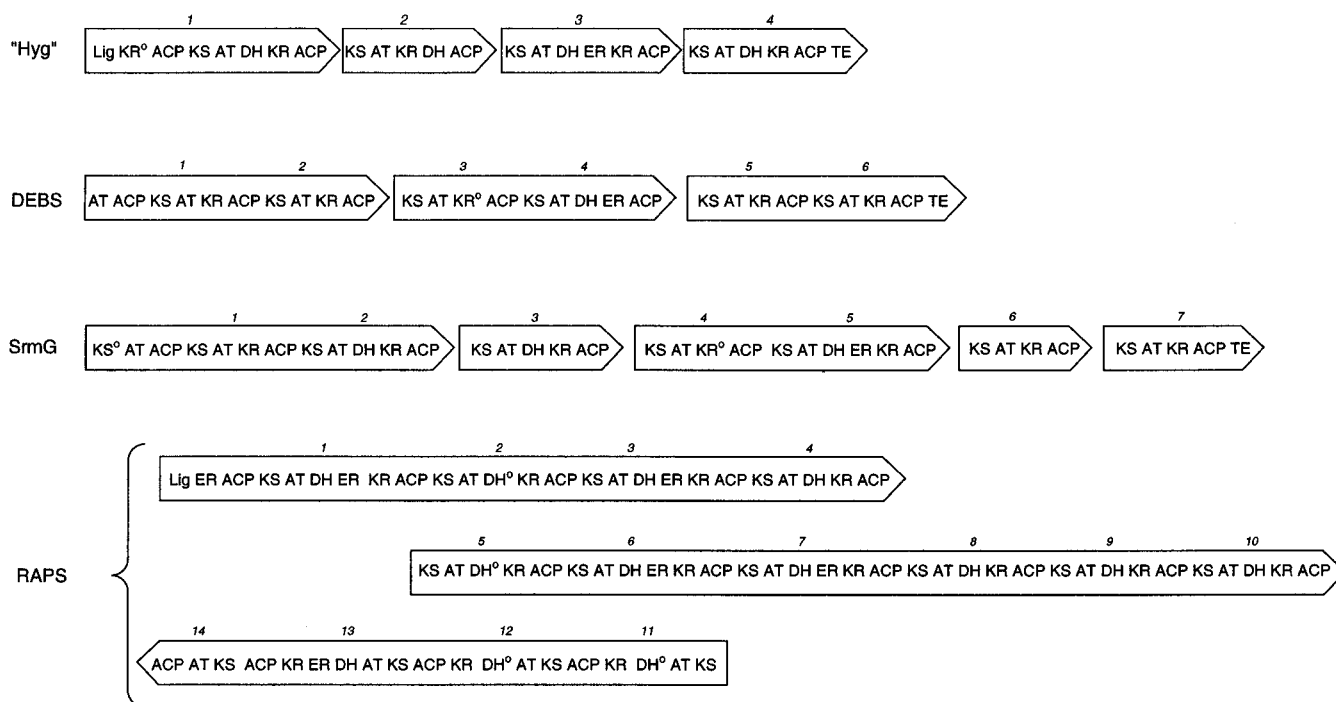 1 2 3 4
"Hyg" Lig KR° ACP KS AT DH KR ACP KS AT KR DH ACP KS AT DH ER KR ACP KS AT DH KR ACP TE
1 2 3 4 5 6
DEBS AT ACP KS AT KR ACP KS AT KR ACP KS AT KR° ACP KS AT DH ER ACP KS AT KR ACP KS AT KR ACP TE
1 2 3 4 5 6 7
SrmG KS° AT ACP KS AT KR ACP KS AT DH KR ACP KS AT DH KR ACP KS AT KR° ACP KS AT DH ER KR ACP KS AT KR ACP KS AT KR ACP TE
1 2 3 4
Lig ER ACP KS AT DH ER KR ACP KS AT DH° KR ACP KS AT DH ER KR ACP KS AT DH KR ACP
5 6 7 8 9 10
RAPS KS AT DH° KR ACP KS AT DH ER KR ACP KS AT DH ER KR ACP KS AT DH KR ACP KS AT DH KR ACP KS AT DH KR ACP
14 13 12 11
ACP AT KS ACP KR ER DH AT KS ACP KR DH° AT KS ACP KR DH° AT KS